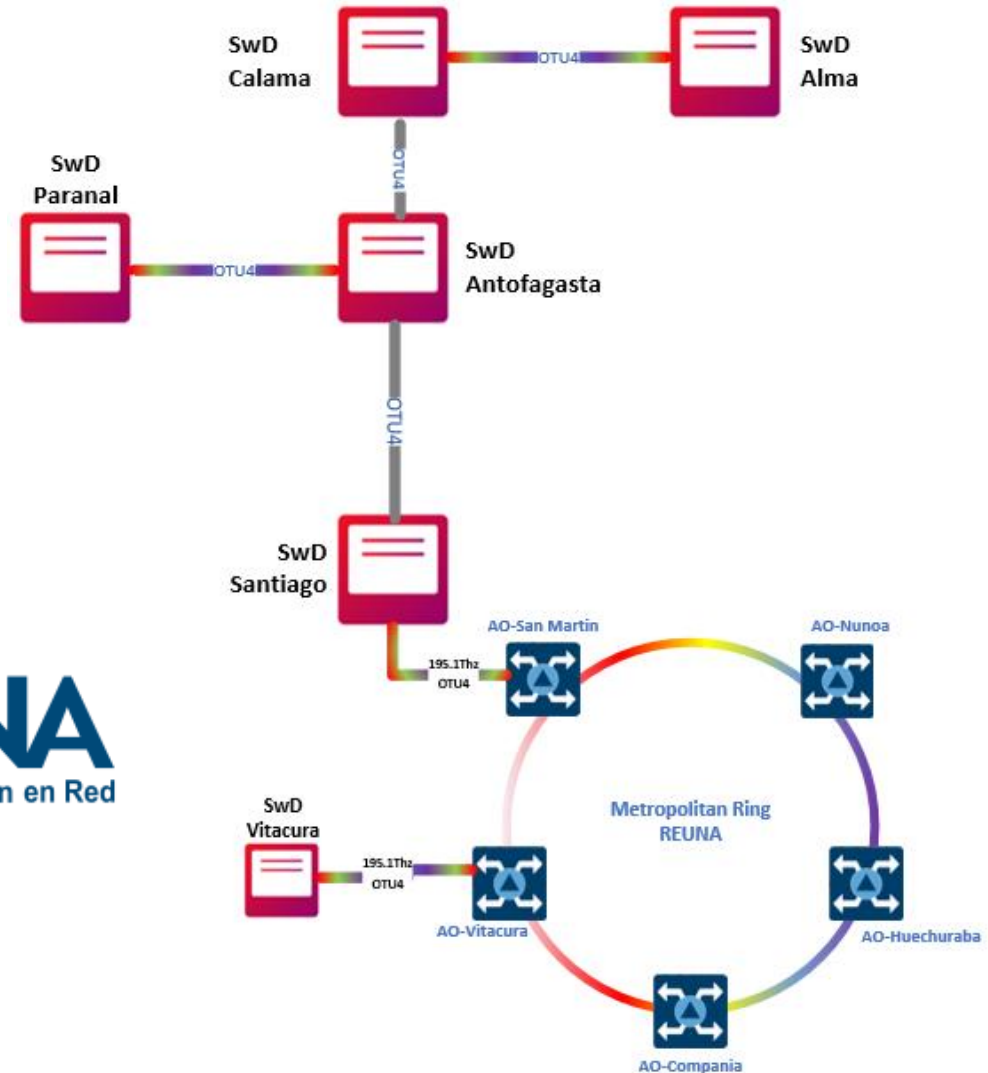 SwD
Calama
OTU4
SwD
Alma
OTU4
SwD
Paranal
OTU4
SwD
Antofagasta
OTU4
SwD
Santiago
AO-San Martin
AO-Nunoa
195.1Thz
OTU4
NA
n en Red
Metropolitan Ring
REUNA
SwD
Vitacura
195.1Thz
OTU4
AO-Vitacura
AO-Huechuraba
AO-Compania